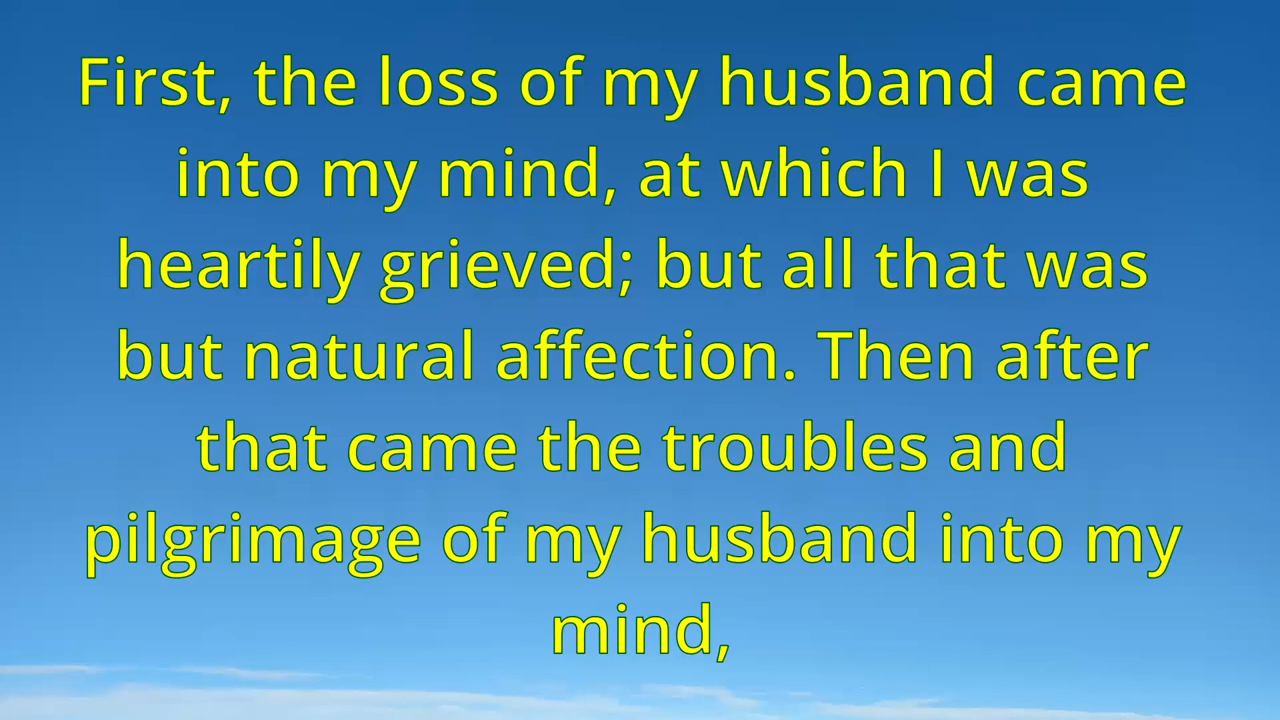 First, the loss of my husband came
into my mind, at which I was
heartily grieved; but all that was
but natural affection. Then after
that came the troubles and
pilgrimage of my husband into my
mind,